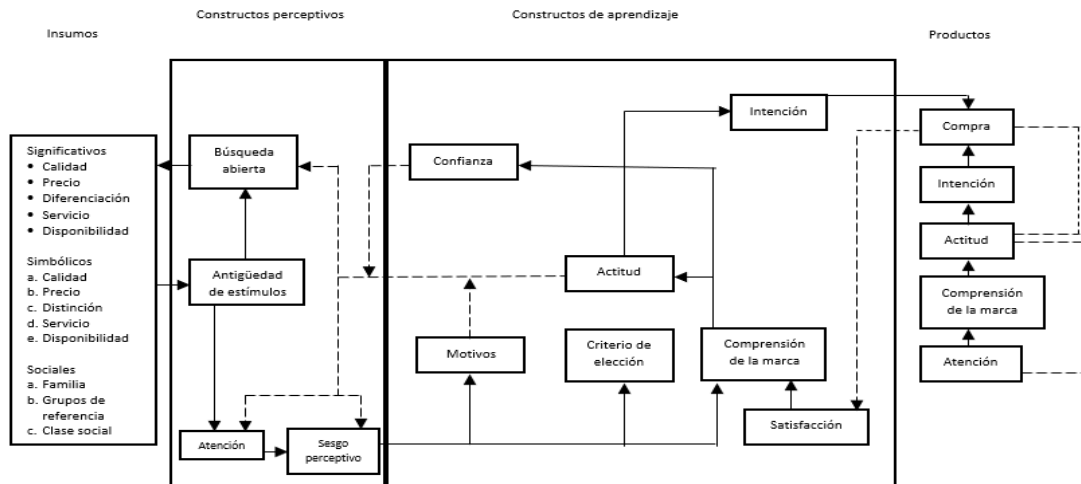 Constructos perceptivos
Constructos de aprendizaje
Insumos
Productos
Significativos
• Calidad
• Precio
• Diferenciación
• Servicio
• Disponibilidad
Simbólicos
a. Calidad
b. Precio
c. Distinción
d. Servicio
e. Disponibilidad
Sociales
a. Familia
b. Grupos de
referencia
c. Clase social
Búsqueda
abierta
Antigüedad
de estímulos
Atención
Sesgo
perceptivo
Intención
Confianza
Actitud
Motivos
Criterio de
elección
Comprensión
de la marca
Satisfacción
Compra
Intención
Actitud
Comprensión
de la marca
Atención